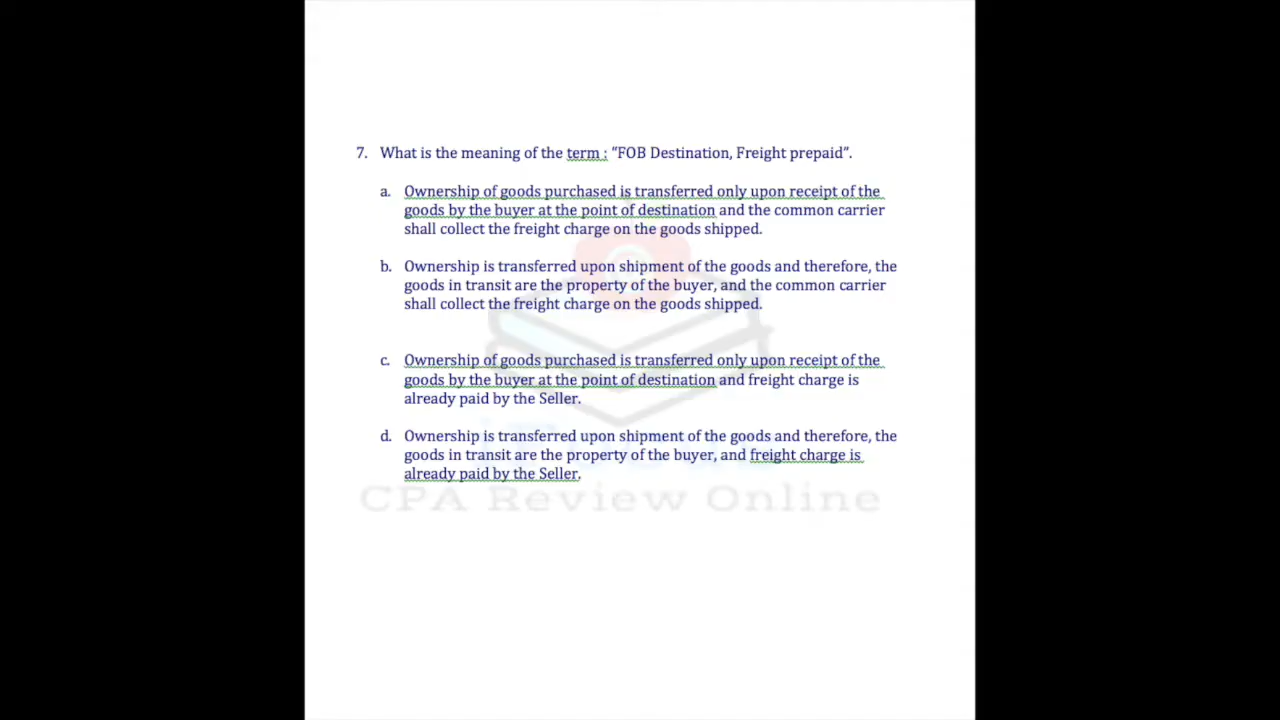 7. What is the meaning of the term : “FOB Destination, Freight prepaid”.
a. Ownership of goods purchased is transferred only upon receipt of the
goods by the buyer at the point of destination and the common carrier
shall collect the freight charge on the goods shipped.
b. Ownership is transferred upon shipment of the goods and therefore, the
goods in transit are the property of the buyer, and the common carrier
shall collect the freight charge on the goods shipped.
c. Ownership of goods purchased is transferred only upon receipt of the
goods by the buyer at the point of destination and freight charge is
already paid by the Seller.
d. Ownership is transferred upon shipment of the goods and therefore, the
goods in transit are the property of the buyer, and freight charge is
already paid by the Seller.
CPA Review Online